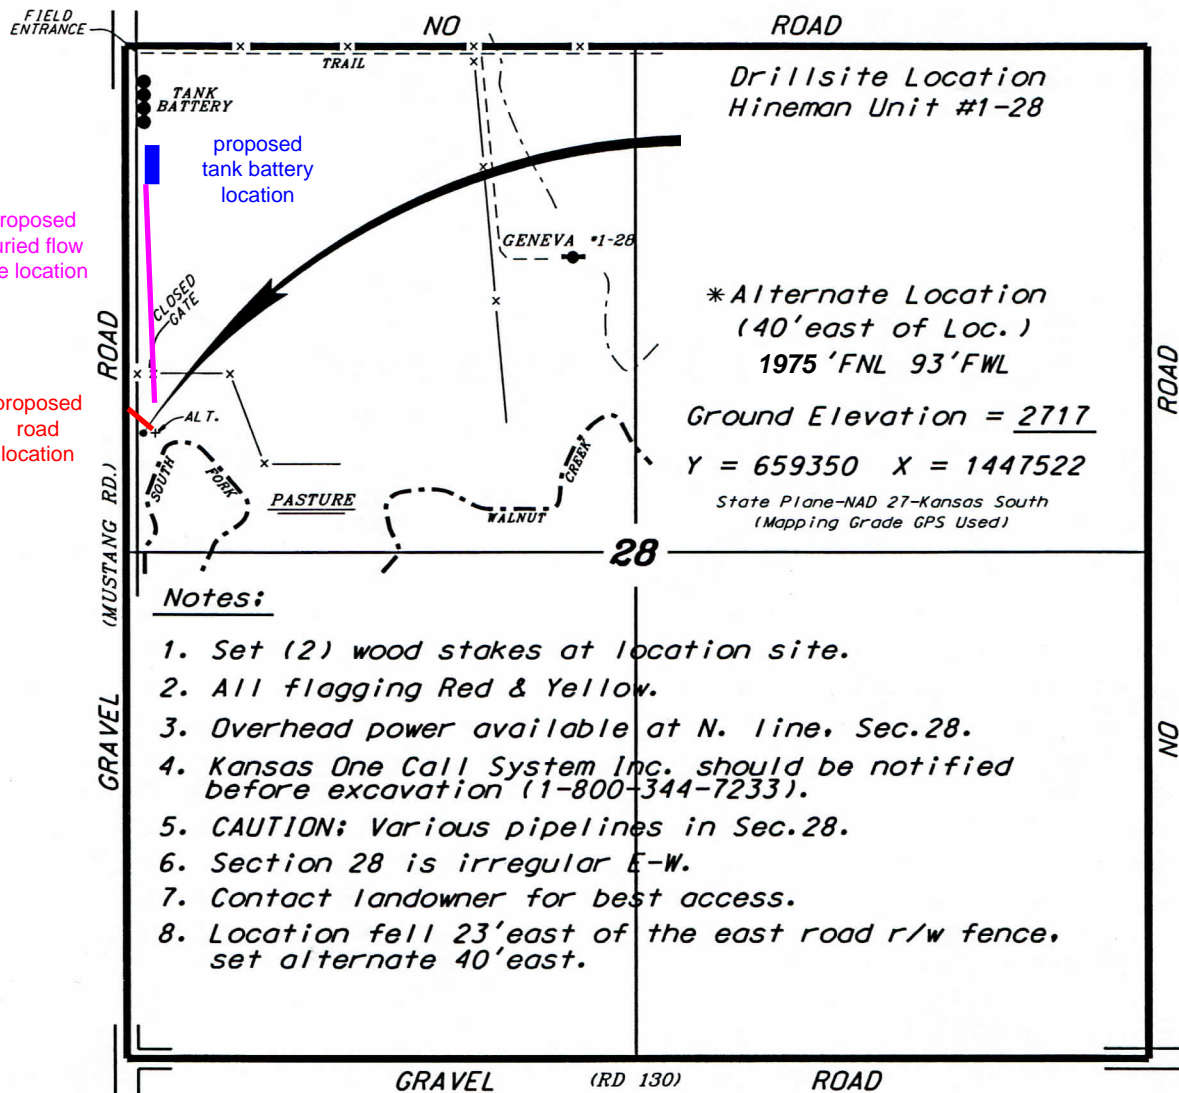 FIELD
ENTRANCE
NO ROAD
TRAIL
TANK
BATTERY
proposed
tank battery
location
Drillsite Location
Hineman Unit #1-28
GENEVA #1-28
roposed
uried flow
e location
CLOSED
GATE
*Alternate Location
(40'east of Loc.)
1975 'FNL 93'FWL
Ground Elevation = 2717
Y = 659350 X = 1447522
State Plane-NAD 27-Kansas South
(Mapping Grade GPS Used)
ROAD
ROAD
proposed
road
location
ALT.
SOUTH
FORK
PASTURE
WALNUT
CREEK
28
(MUSTANG RD.)
GRAVEL
NO
Notes:
1. Set (2) wood stakes at location site.
2. All flagging Red & Yellow.
3. Overhead power available at N. line, Sec.28.
4. Kansas One Call System Inc. should be notified
before excavation (1-800-344-7233).
5. CAUTION: Various pipelines in Sec.28.
6. Section 28 is irregular E-W.
7. Contact landowner for best access.
8. Location fell 23'east of the east road r/w fence,
set alternate 40'east.
GRAVEL (RD 130) ROAD